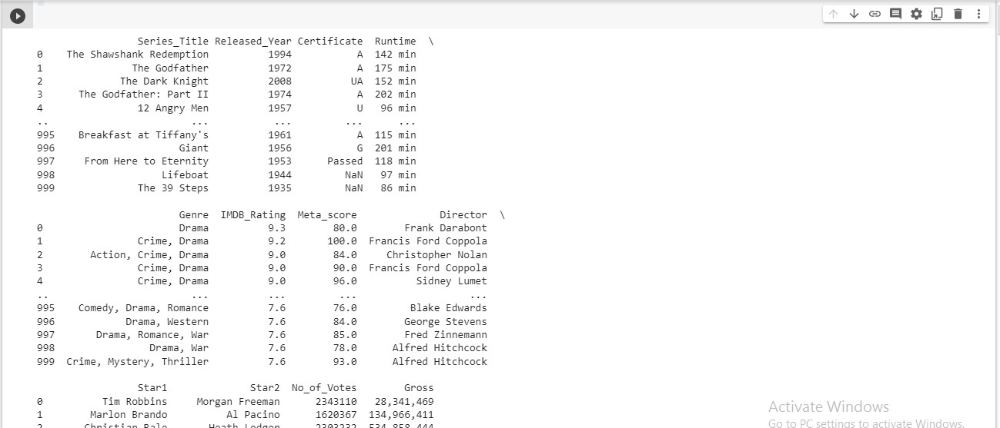 Series_Title Released_Year Certificate Runtime \
0 The Shawshank Redemption 1994 A 142 min
1 The Godfather 1972 A 175 min
2 The Dark Knight 2008 UA 152 min
3 The Godfather: Part II 1974 A 202 min
4 12 Angry Men 1957 U 96 min
.. ... ... ... ...
995 Breakfast at Tiffany's 1961 A 115 min
996 Giant 1956 G 201 min
997 From Here to Eternity 1953 Passed 118 min
998 Lifeboat 1944 NaN 97 min
999 The 39 Steps 1935 NaN 86 min
Genre IMDB_Rating Meta_score Director \
0 Drama 9.3 80.0 Frank Darabont
1 Crime, Drama 9.2 100.0 Francis Ford Coppola
2 Action, Crime, Drama 9.0 84.0 Christopher Nolan
3 Crime, Drama 9.0 90.0 Francis Ford Coppola
4 Crime, Drama 9.0 96.0 Sidney Lumet
.. ... ... ... ...
995 Comedy, Drama, Romance 7.6 76.0 Blake Edwards
996 Drama, Western 7.6 84.0 George Stevens
997 Drama, Romance, War 7.6 85.0 Fred Zinnemann
998 Drama, War 7.6 78.0 Alfred Hitchcock
999 Crime, Mystery, Thriller 7.6 93.0 Alfred Hitchcock
Star1 Star2 No_of_Votes Gross
0 Tim Robbins Morgan Freeman 2343110 28,341,469
1 Marlon Brando Al Pacino 1620367 134,966,411
2 Christian Bale Heath Ledger 2303232 534,858,444
Activate Windows
Go to PC settings to activate Windows.